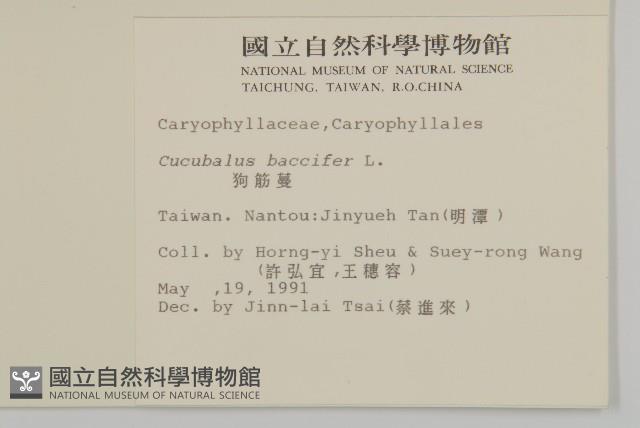 國立自然科學博物館
NATIONAL MUSEUM OF NATURAL SCIENCE
TAICHUNG, TAIWAN, R.O.CHINA
Caryophyllaceae,Caryophyllales
Cucubalus baccifer L.
狗筋蔓
Taiwan. Nantou:Jinyueh Tan(明潭)
Coll. by Horng-yi Sheu & Suey-rong Wang
(許弘宜,王穗容)
May ,19, 1991
Dec. by Jinn-lai Tsai(蔡進來)
國立自然科學博物館
NATIONAL MUSEUM OF NATURAL SCIENCE